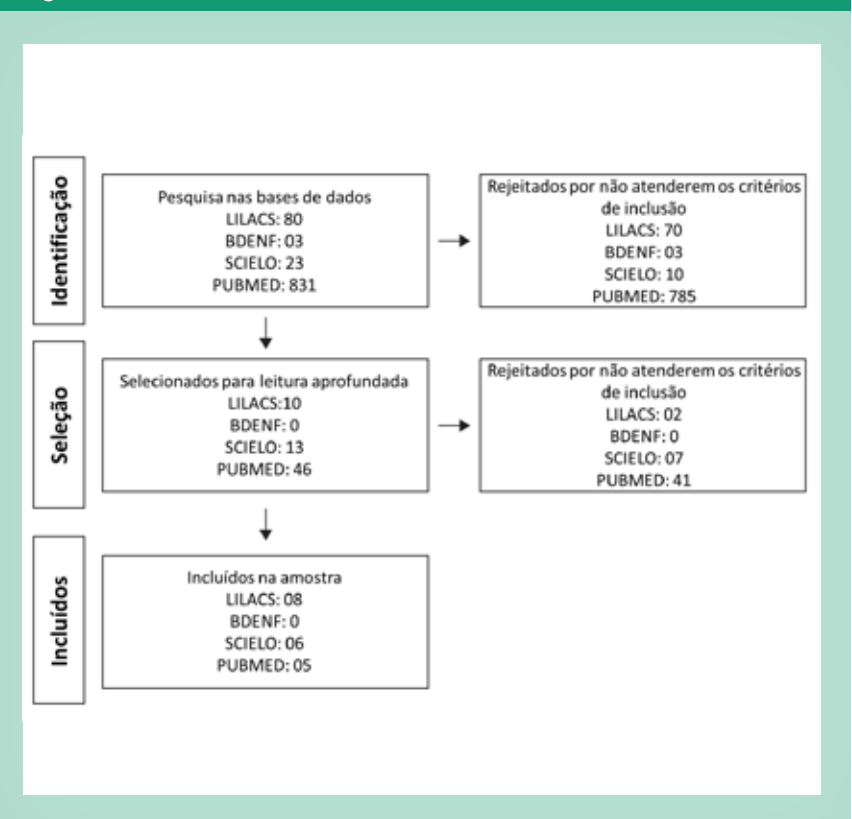 Identificação
Pesquisa nas bases de dados
LILACS: 80
BDENF: 03
SCIELO: 23
PUBMED: 831
Rejeitados por não atenderem os critérios
de inclusão
LILACS: 70
BDENF: 03
SCIELO: 10
PUBMED: 785
Seleção
Selecionados para leitura aprofundada
LILACS:10
BDENF: 0
SCIELO: 13
PUBMED: 46
Rejeitados por não atenderem os critérios
de inclusão
LILACS: 02
BDENF: 0
SCIELO: 07
PUBMED: 41
Incluídos
Incluídos na amostra
LILACS: 08
BDENF: 0
SCIELO: 06
PUBMED: 05